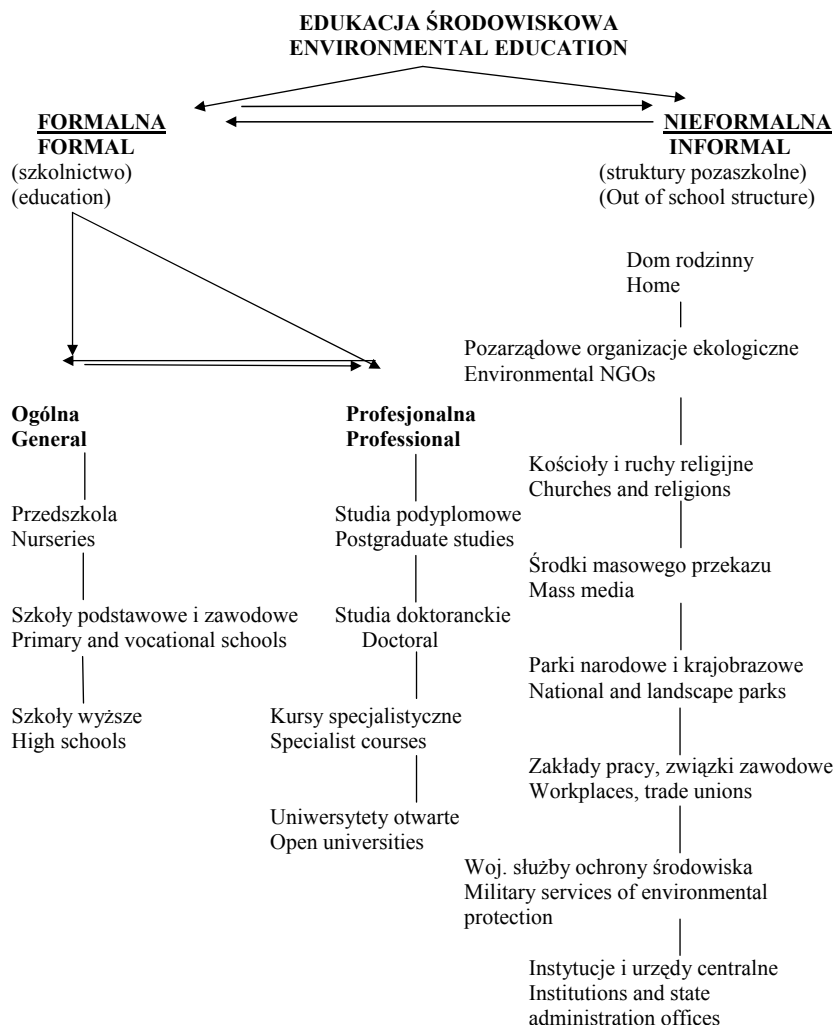 EDUKACJA ŚRODOWISKOWA
ENVIRONMENTAL EDUCATION
FORMALNA
FORMAL
(szkolnictwo)
(education)
NIEFORMALNA
INFORMAL
(struktury pozaszkolne)
(Out of school structure)
Ogólna
General
Przedszkola
Nurseries
Szkoły podstawowe i zawodowe
Primary and vocational schools
Szkoły wyższe
High schools
Profesjonalna
Professional
Studia podyplomowe
Postgraduate studies
Studia doktoranckie
Doctoral
Kursy specjalistyczne
Specialist courses
Uniwersytety otwarte
Open universities
Dom rodzinny
Home
Pozarządowe organizacje ekologiczne
Environmental NGOs
Kościoły i ruchy religijne
Churches and religions
Środki masowego przekazu
Mass media
Parki narodowe i krajobrazowe
National and landscape parks
Zakłady pracy, związki zawodowe
Workplaces, trade unions
Woj. służby ochrony środowiska
Military services of environmental
protection
Instytucje i urzędy centralne
Institutions and state
administration offices